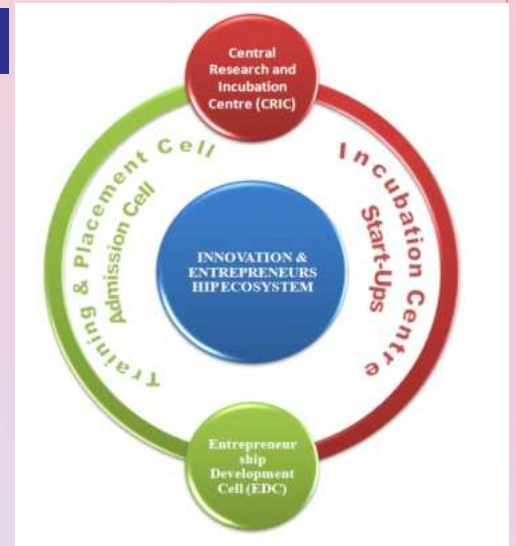 Central
Research and
Incubation
Centre (CRIC)
Training & Placement Cell
Admission Cell
INNOVATION &
ENTREPRENEURS
HIP ECOSYSTEM
Incubation Centre
Start-Ups
Entrepreneur
ship
Development
Cell (EDC)